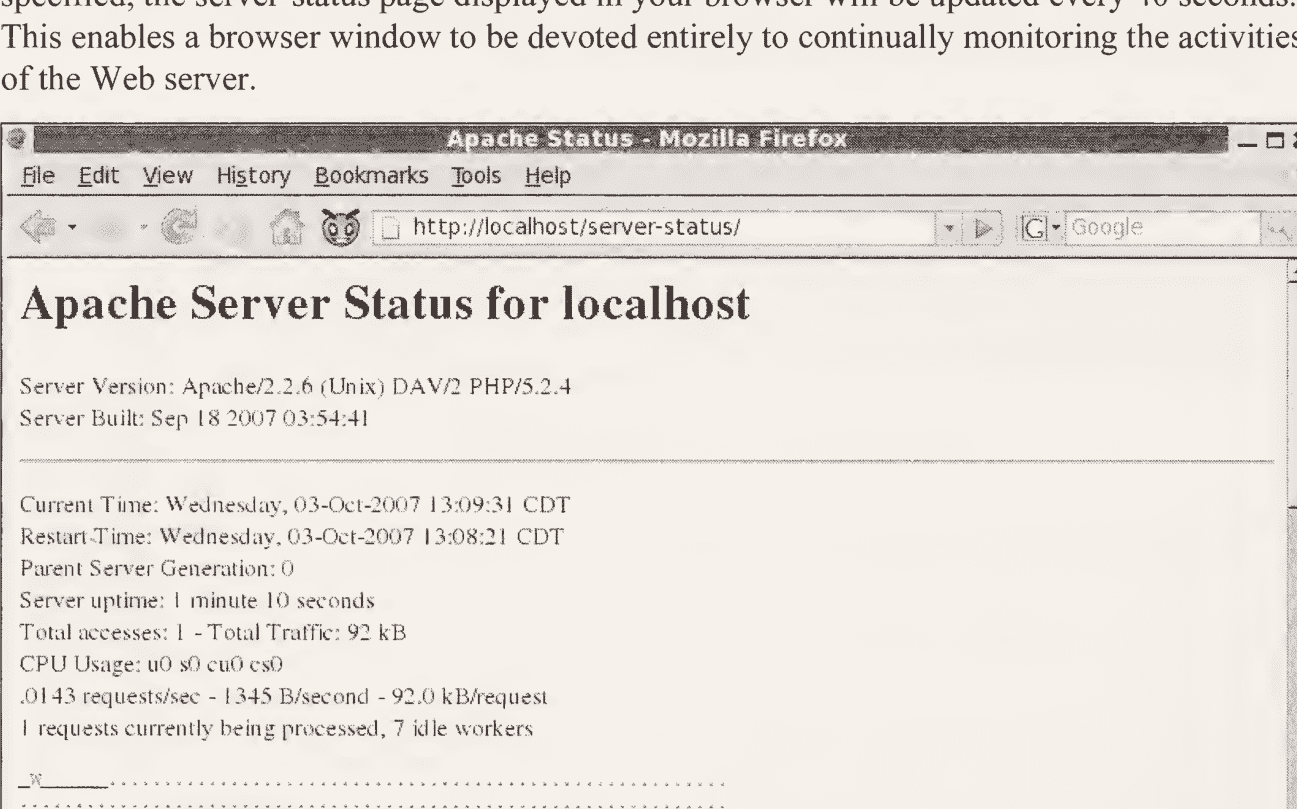 specified, the server-status page displayed in your browser will be updated every 40 seconds.
This enables a browser window to be devoted entirely to continually monitoring the activities
of the Web server.
Apache Status - Mozilla Firefox
File Edit View History Bookmarks Tools Help
http://localhost/server-status/ G Google
Apache Server Status for localhost
Server Version: Apache/2.2.6 (Unix) DAV/2 PHP/5.2.4
Server Built: Sep 18 2007 03:54:41
Current Time: Wednesday, 03-Oct-2007 13:09:31 CDT
Restart Time: Wednesday, 03-Oct-2007 13:08:21 CDT
Parent Server Generation: 0
Server uptime: 1 minute 10 seconds
Total accesses: 1 - Total Traffic: 92 kB
CPU Usage: u0 s0 cu0 cs0
.0143 requests/sec - 1345 B/second - 92.0 kB/request
1 requests currently being processed, 7 idle workers
_W______........................................................
................................................................